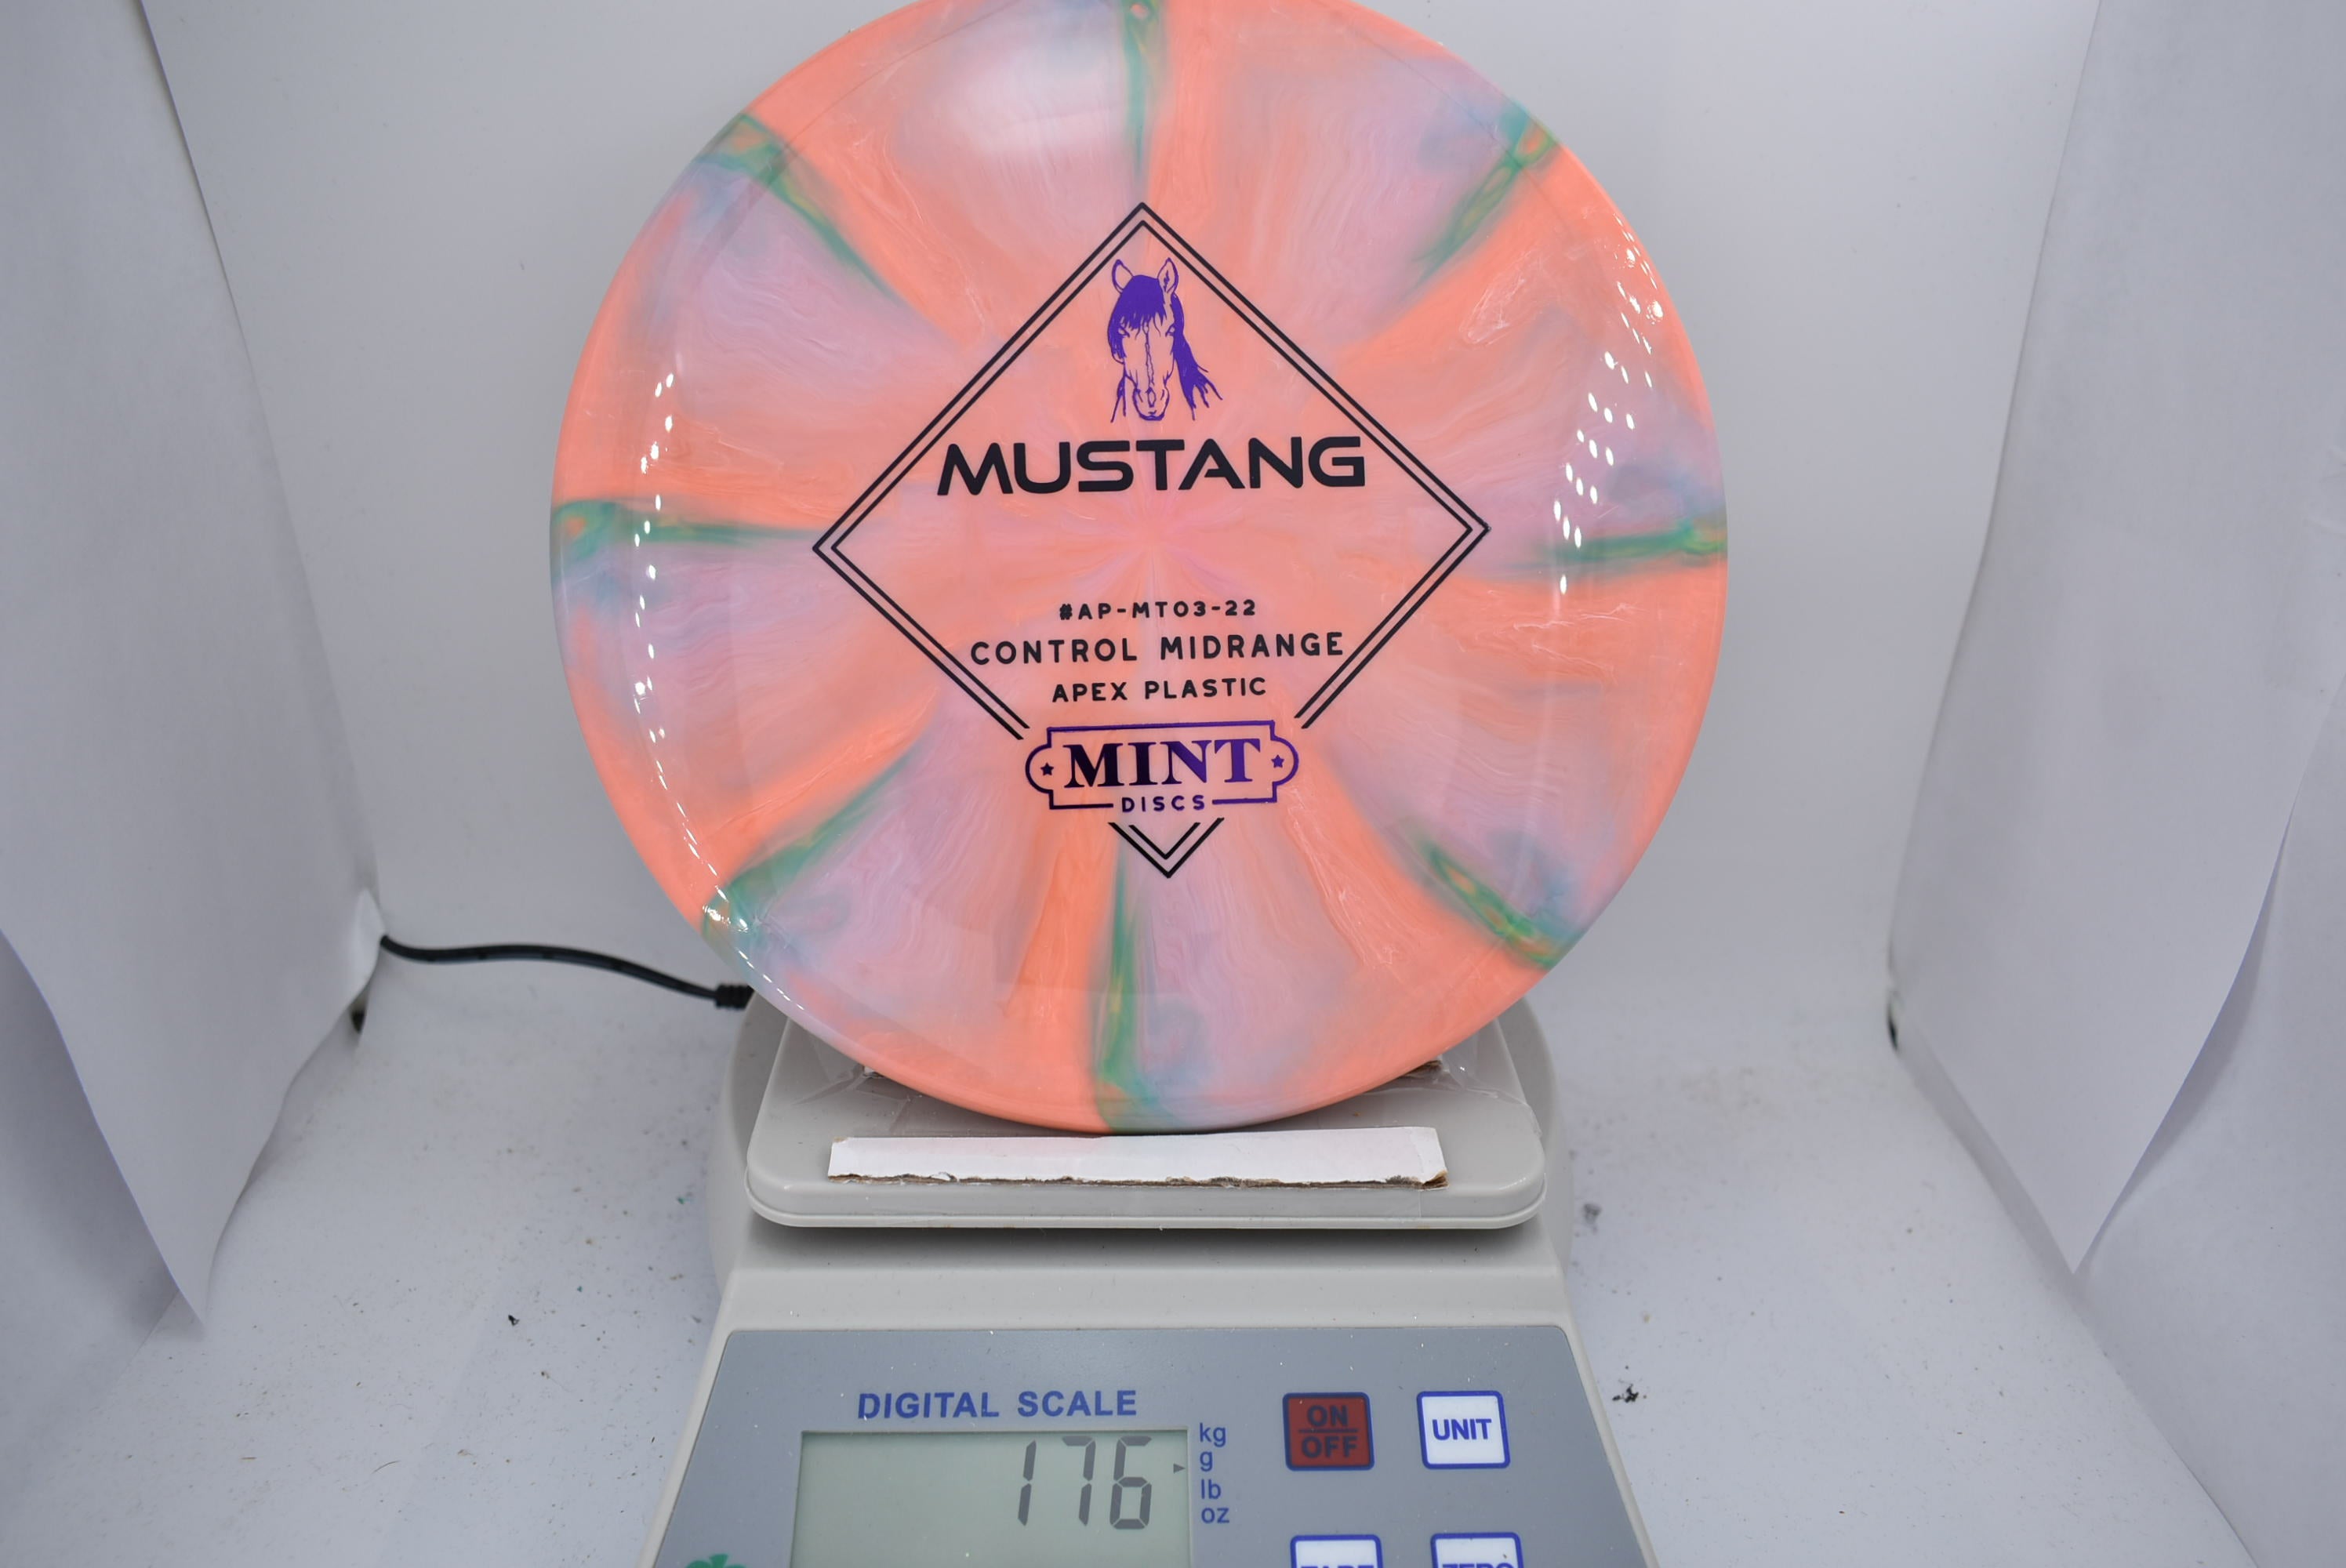 MUSTANG
#AP-MT03-22
CONTROL MIDRANGE
APEX PLASTIC
MINT
DISCS
DIGITAL SCALE
176
kg
g
lb
oz
ON
OFF
UNIT
ZERO